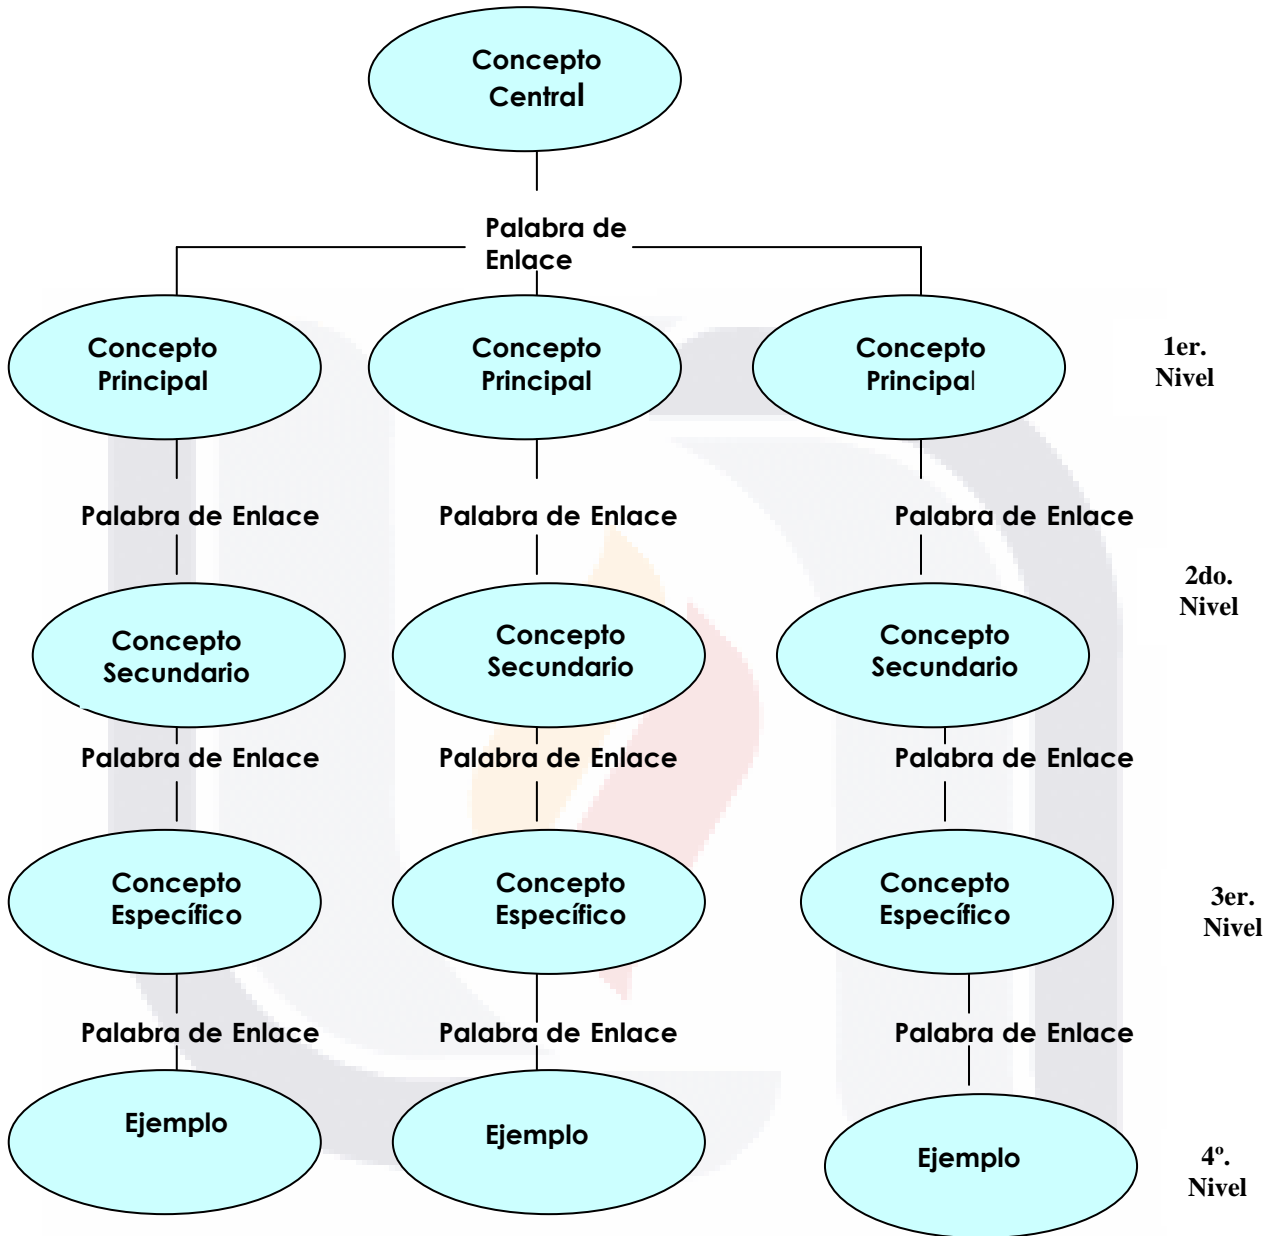 Concepto
Central
Palabra de
Enlace
Concepto
Principal
Concepto
Principal
Concepto
Principal
1er.
Nivel
Palabra de Enlace
Palabra de Enlace
Palabra de Enlace
2do.
Nivel
Concepto
Secundario
Concepto
Secundario
Concepto
Secundario
Palabra de Enlace
Palabra de Enlace
Palabra de Enlace
Concepto
Específico
Concepto
Específico
Concepto
Específico
3er.
Nivel
Palabra de Enlace
Palabra de Enlace
Palabra de Enlace
Ejemplo
Ejemplo
Ejemplo
4º.
Nivel